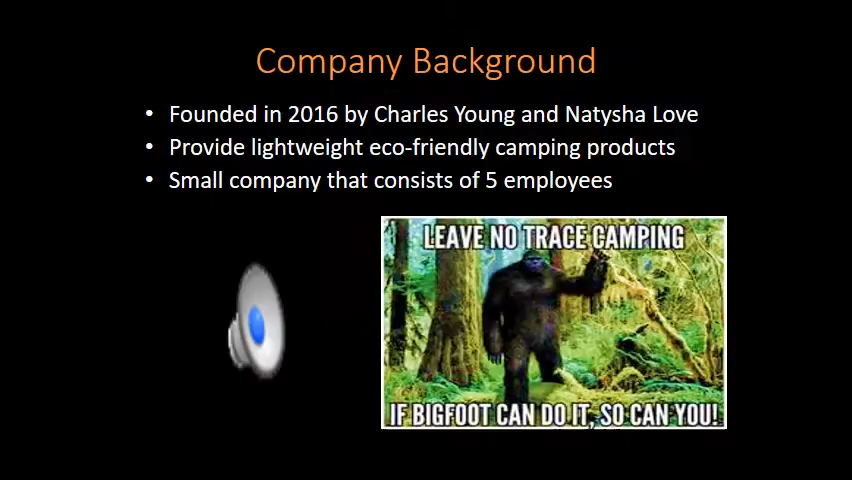 Company Background
• Founded in 2016 by Charles Young and Natysha Love
• Provide lightweight eco-friendly camping products
• Small company that consists of 5 employees
LEAVE NO TRACE CAMPING
IF BIGFOOT CAN DO IT, SO CAN YOU!